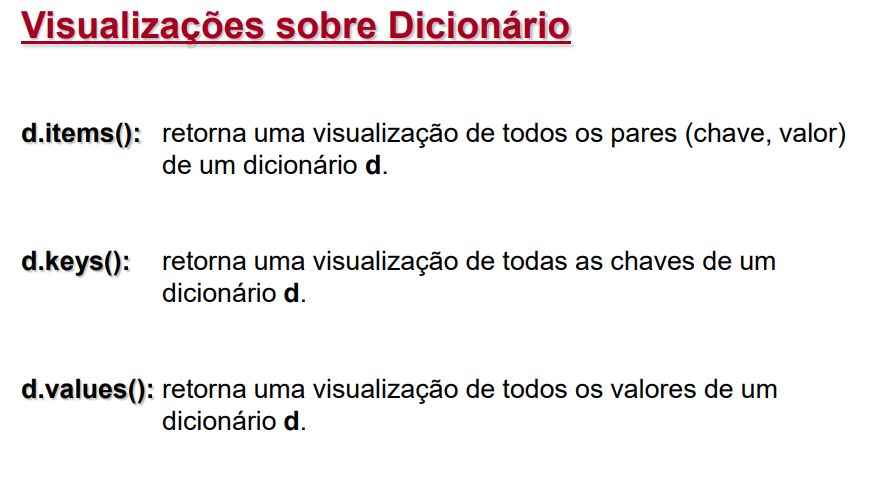 Visualizações sobre Dicionário
d.items(): retorna uma visualização de todos os pares (chave, valor)
de um dicionário d.
d.keys(): retorna uma visualização de todas as chaves de um
dicionário d.
d.values(): retorna uma visualização de todos os valores de um
dicionário d.